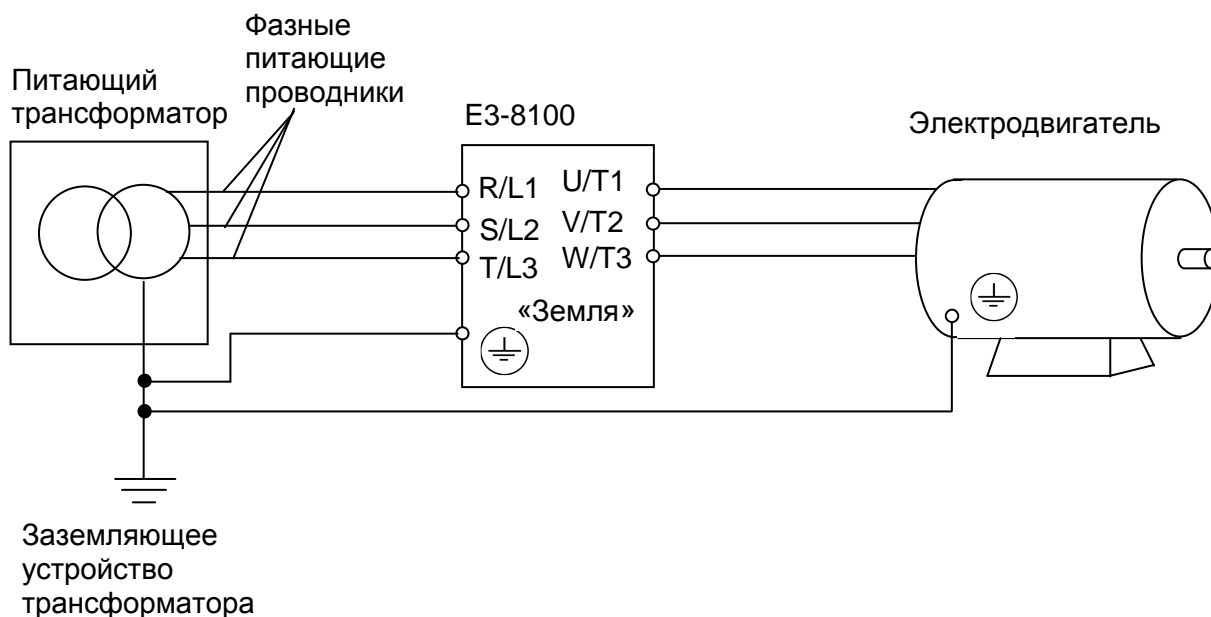 Фазные
питающие
проводники
Питающий
трансформатор
E3-8100
Электродвигатель
R/L1
U/T1
S/L2
V/T2
T/L3
W/T3
«Земля»
Заземляющее
устройство
трансформатора